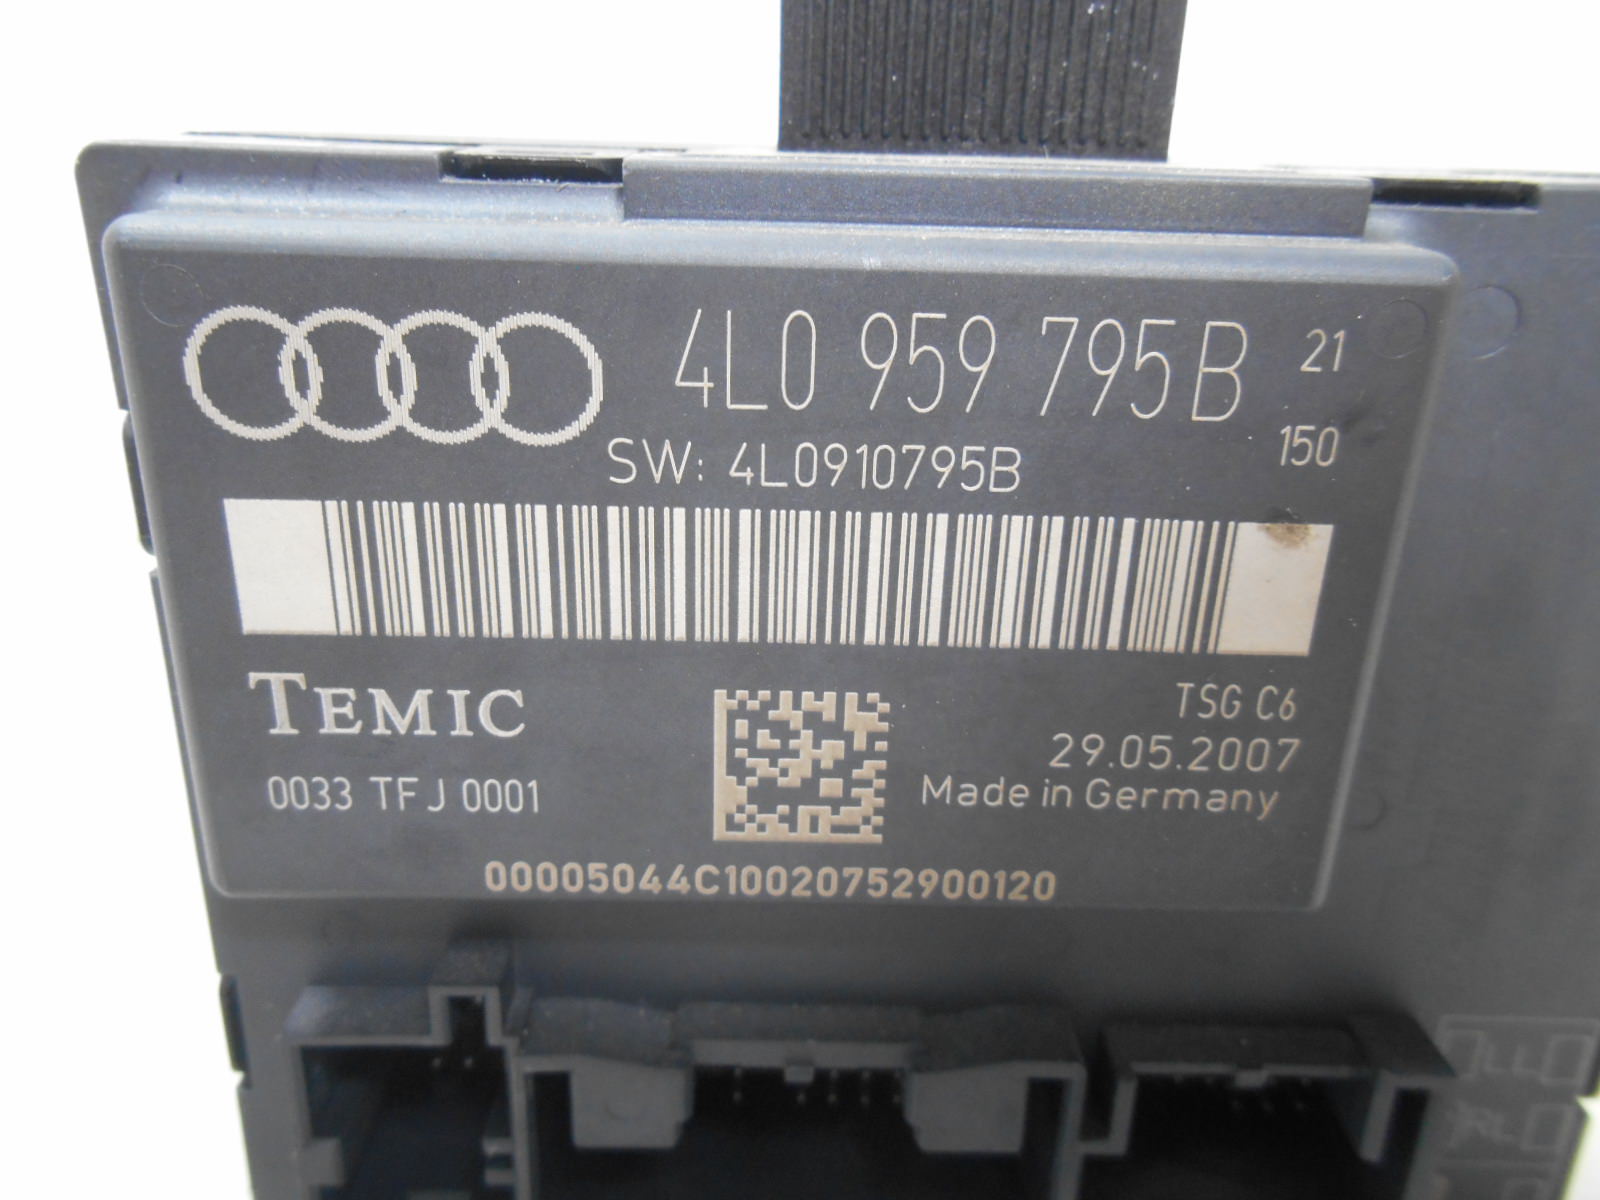 4L0 959 795 B 21
SW: 4L0910795B 150
TEMIC
TSG C6
29.05.2007
0033 TFJ 0001
Made in Germany
00005044C10020752900120